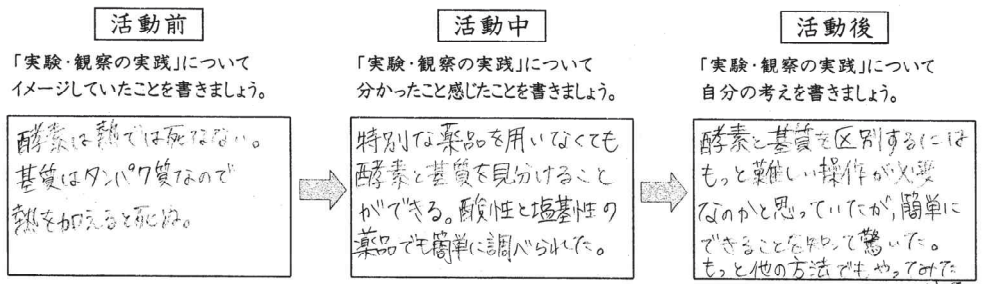 活動前
「実験・観察の実践」について
イメージしていたことを書きましょう。
酵素は熱では死なない。
基質はタンパク質なので
熱を加えると死ぬ。
活動中
「実験・観察の実践」について
分かったこと感じたことを書きましょう。
特別な薬品を用いなくても
酵素と基質を見分けること
ができる。酸性と塩基性の
薬品でも簡単に調べられた。
活動後
「実験・観察の実践」について
自分の考えを書きましょう。
酵素と基質を区別するには
もっと難しい操作が必要
なのかと思っていたが、簡単に
できることを知って驚いた。
もっと他の方法でもやってみた